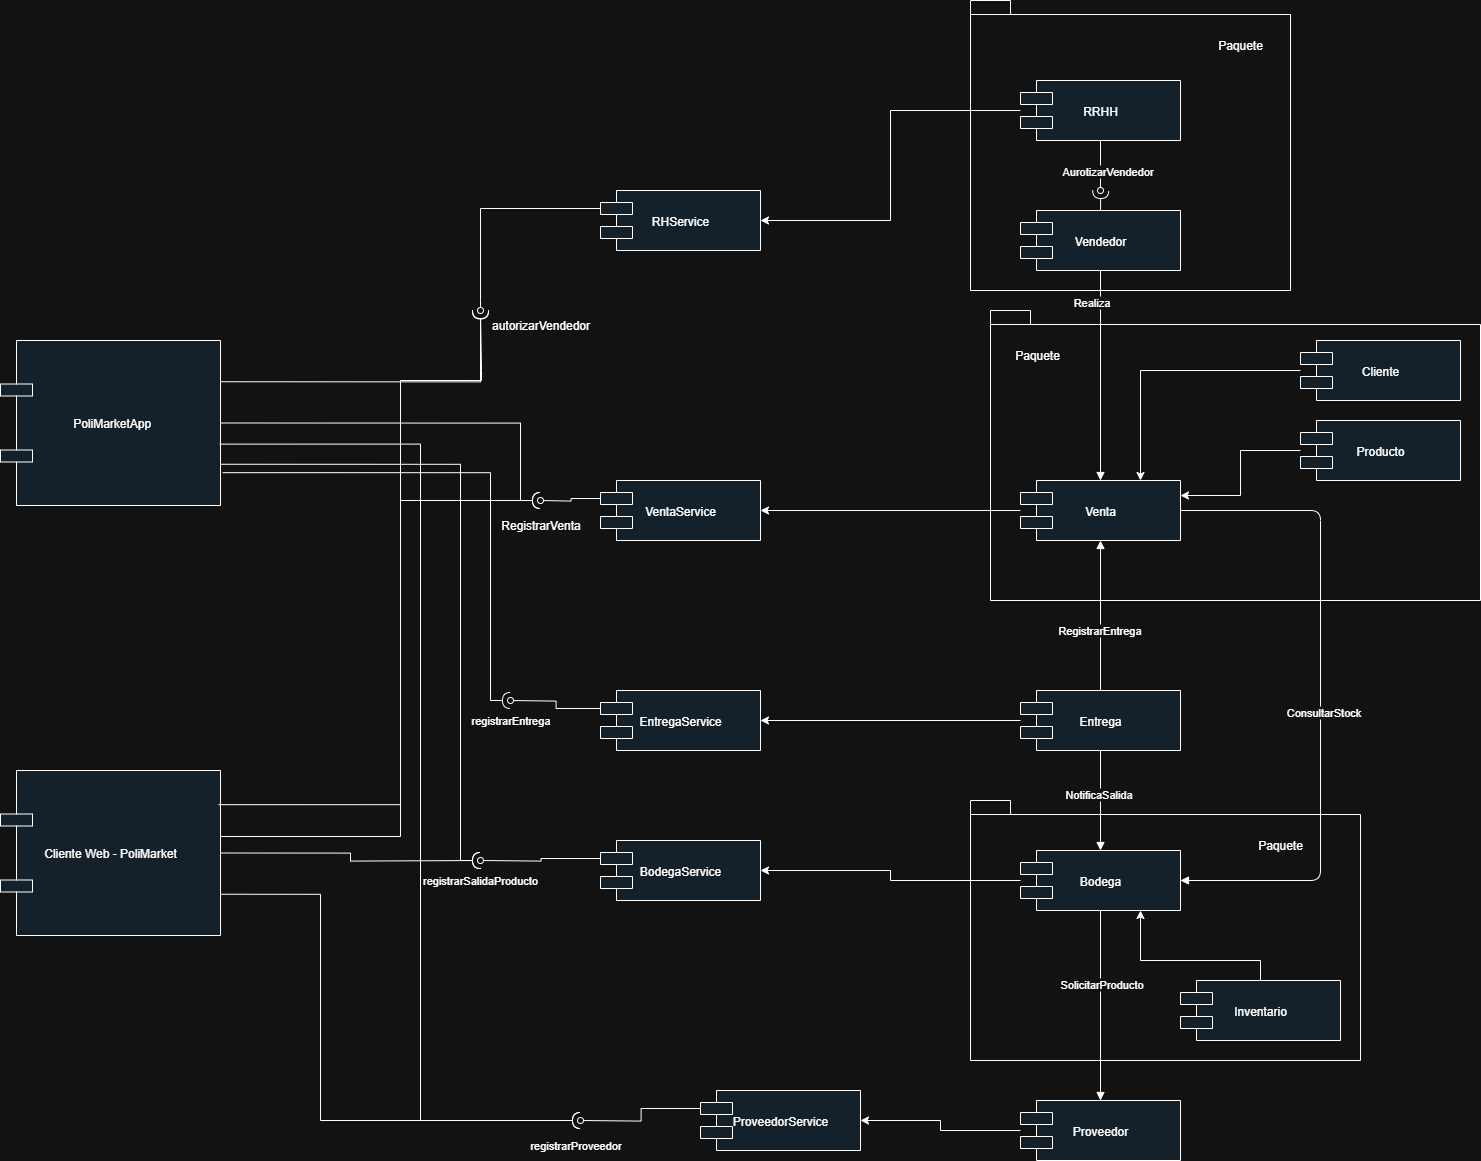 Paquete
RRHH
AurotizarVendedor
RHService
Vendedor
Realiza
autorizarVendedor
Paquete
Cliente
PoliMarketApp
Producto
RegistrarVenta
VentaService
Venta
RegistrarEntrega
ConsultarStock
registrarEntrega
EntregaService
Entrega
NotificaSalida
Paquete
Cliente Web - PoliMarket
registrarSalidaProducto
BodegaService
Bodega
SolicitarProducto
Inventario
ProveedorService
registrarProveedor
Proveedor